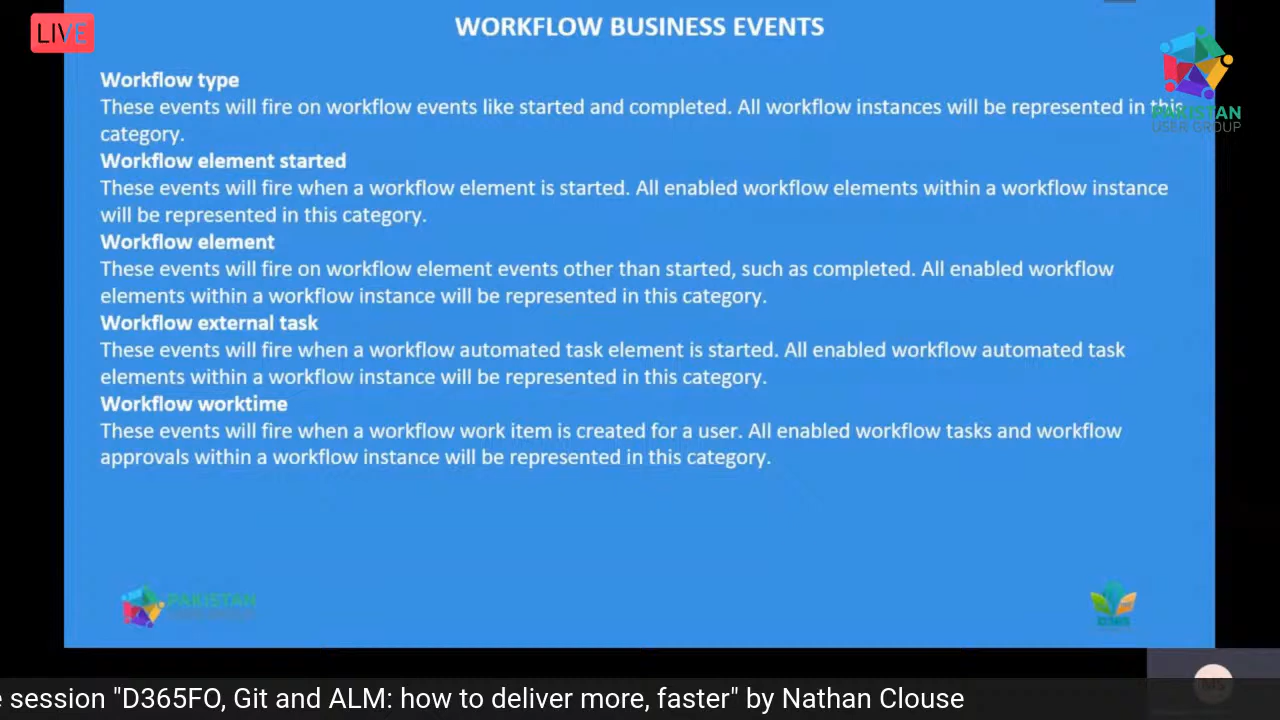 WORKFLOW BUSINESS EVENTS
LIVE
Workflow type
These events will fire on workflow events like started and completed. All workflow instances will be represented in this
category.
PAKISTAN
USER GROUP
Workflow element started
These events will fire when a workflow element is started. All enabled workflow elements within a workflow instance
will be represented in this category.
Workflow element
These events will fire on workflow element events other than started, such as completed. All enabled workflow
elements within a workflow instance will be represented in this category.
Workflow external task
These events will fire when a workflow automated task element is started. All enabled workflow automated task
elements within a workflow instance will be represented in this category.
Workflow worktime
These events will fire when a workflow work item is created for a user. All enabled workflow tasks and workflow
approvals within a workflow instance will be represented in this category.
PAKISTAN
USER GROUP
D365
MS
e session "D365FO, Git and ALM: how to deliver more, faster" by Nathan Clouse